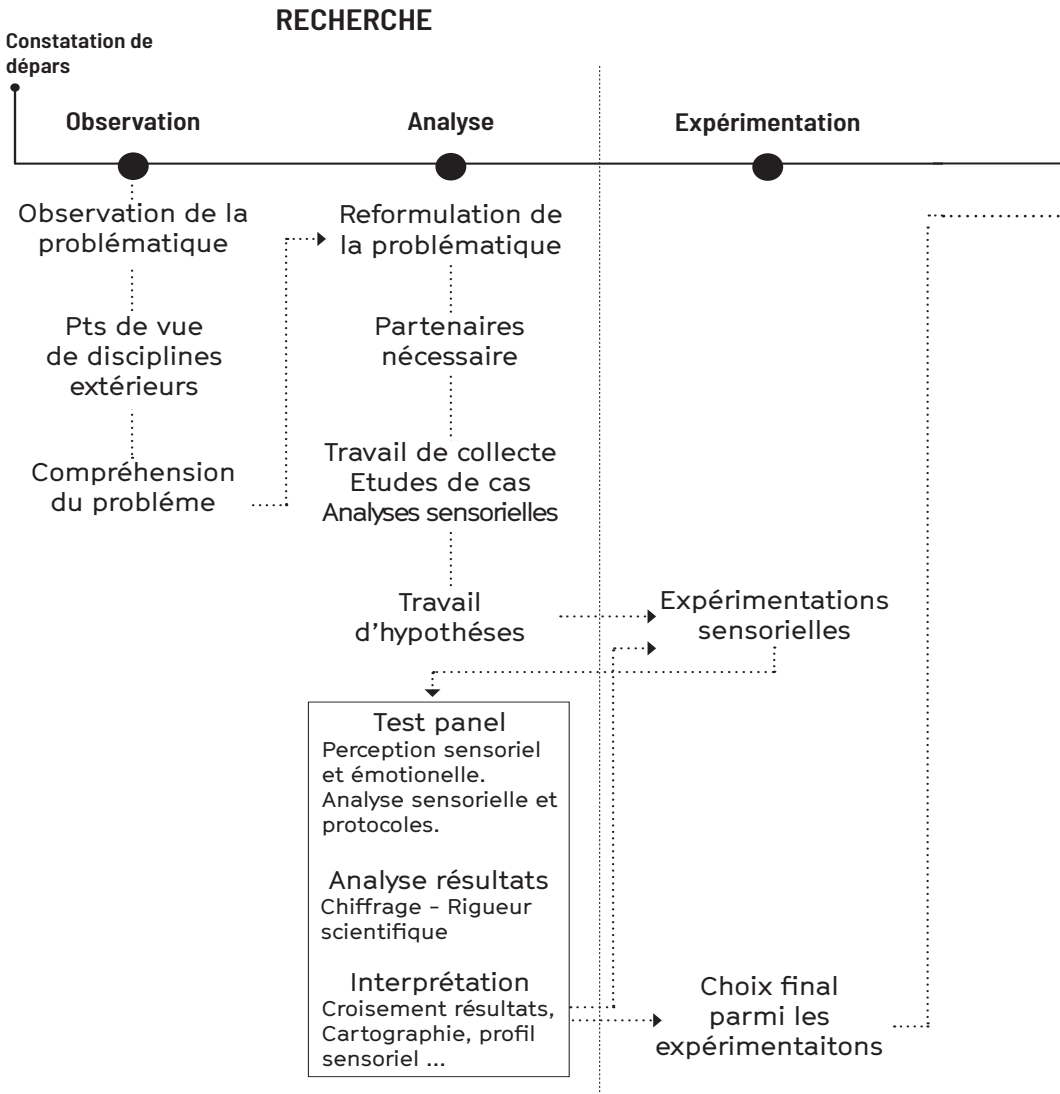 RECHERCHE
Constatation de
dépars
Observation
Analyse
Expérimentation
Observation de la
problématique
Pts de vue
de disciplines
extérieurs
Compréhension
du probléme
Reformulation de
la problématique
Partenaires
nécessaire
Travail de collecte
Etudes de cas
Analyses sensorielles
Travail
d'hypothéses
Expérimentations
sensorielles
Test panel
Perception sensoriel
et émotionelle.
Analyse sensorielle et
protocoles.
Analyse résultats
Chiffrage - Rigueur
scientifique
Interprétation
Croisement résultats,
Cartographie, profil
sensoriel ...
Choix final
parmi les
expérimentaitons